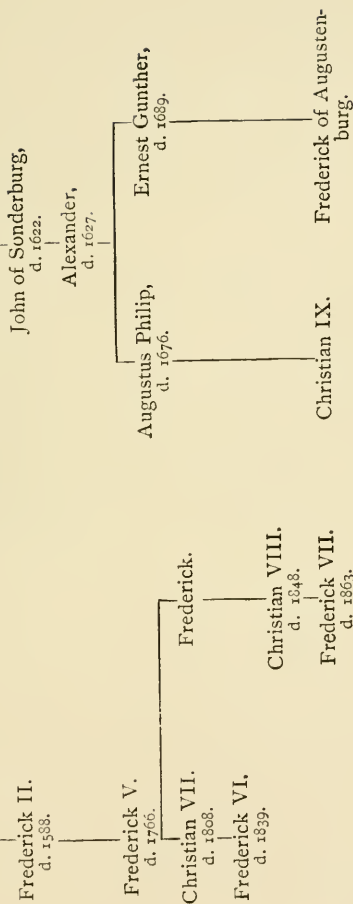 Frederick II.
d. 1588.
John of Sonderburg,
d. 1622.
Alexander,
d. 1627.
Frederick V.
d. 1766.
Augustus Philip,
d. 1676.
Ernest Gunther,
d. 1689.
Christian VII.
d. 1808.
Frederick.
Frederick VI.
d. 1839.
Christian VIII.
d. 1848.
Frederick VII.
d. 1863.
Christian IX.
Frederick of Augusten-
burg.